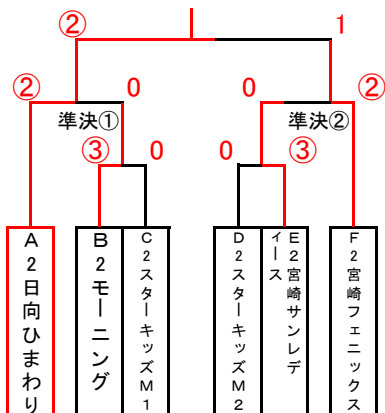 ② 1
② 0 0 ②
準決① 準決②
③ 0 0 ③
A2日向ひまわり
B2モーニング
C2スターキッズM1
D2スターキッズM2
E2宮崎サンレデ
ィース
F2宮崎フェニックス